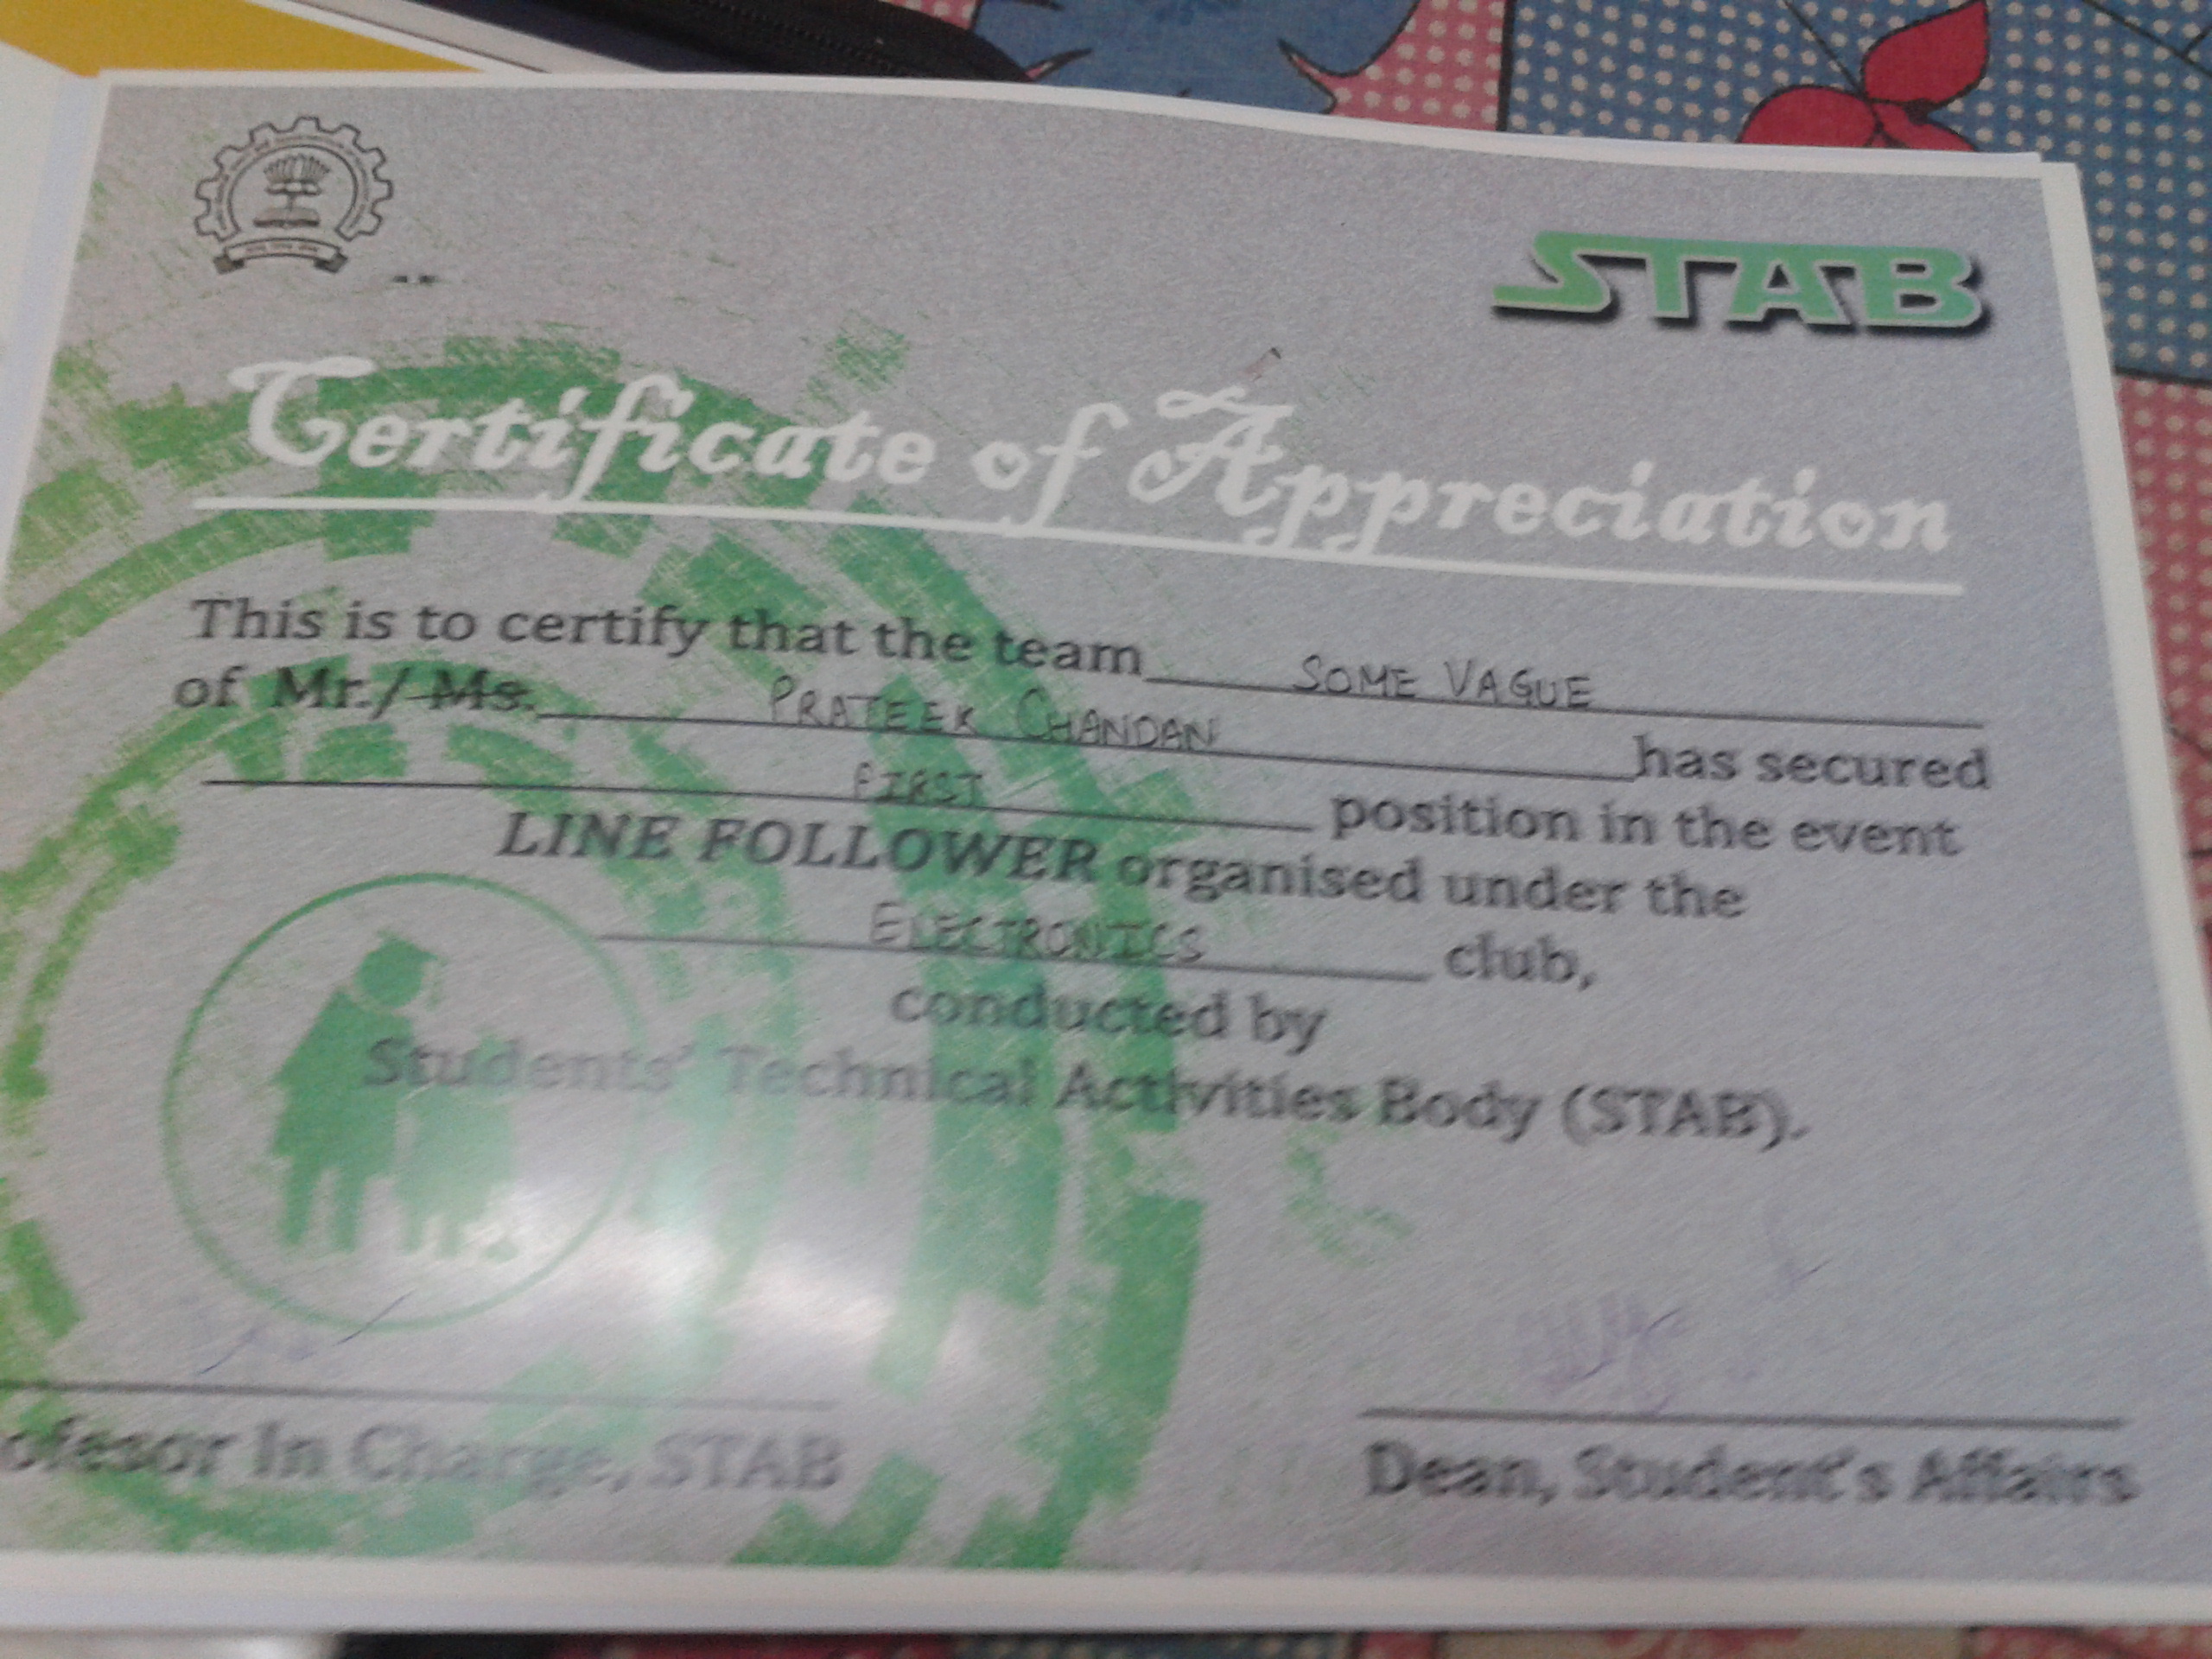 STAB
Certificate of Appreciation
This is to certify that the team SOME VAGUE
of Mr./Ms. PRATEEK CHANDAN has secured
FIRST position in the event
LINE FOLLOWER organised under the
ELECTRONICS club,
conducted by
Students' Technical Activities Body (STAB).
ofesor In Charge, STAB
Dean, Student's Affairs